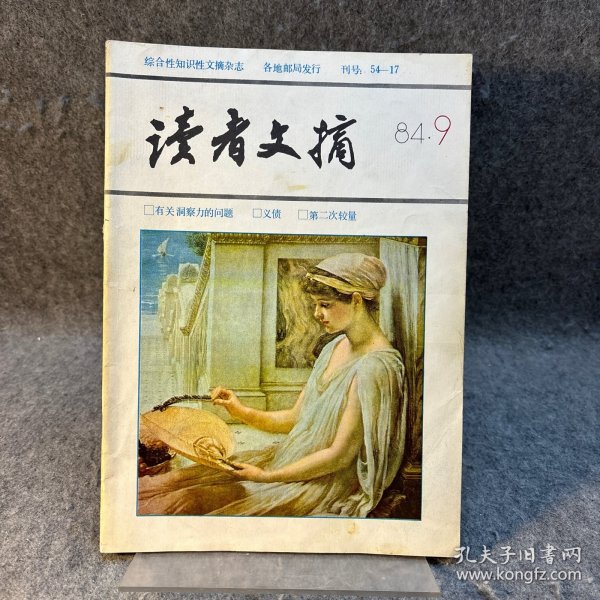 综合性知识性文摘杂志 各地邮局发行 刊号：54—17
读者文摘 84·9
□有关洞察力的问题 □义债 □第二次较量
孔夫子旧书网
www.kongfz.com